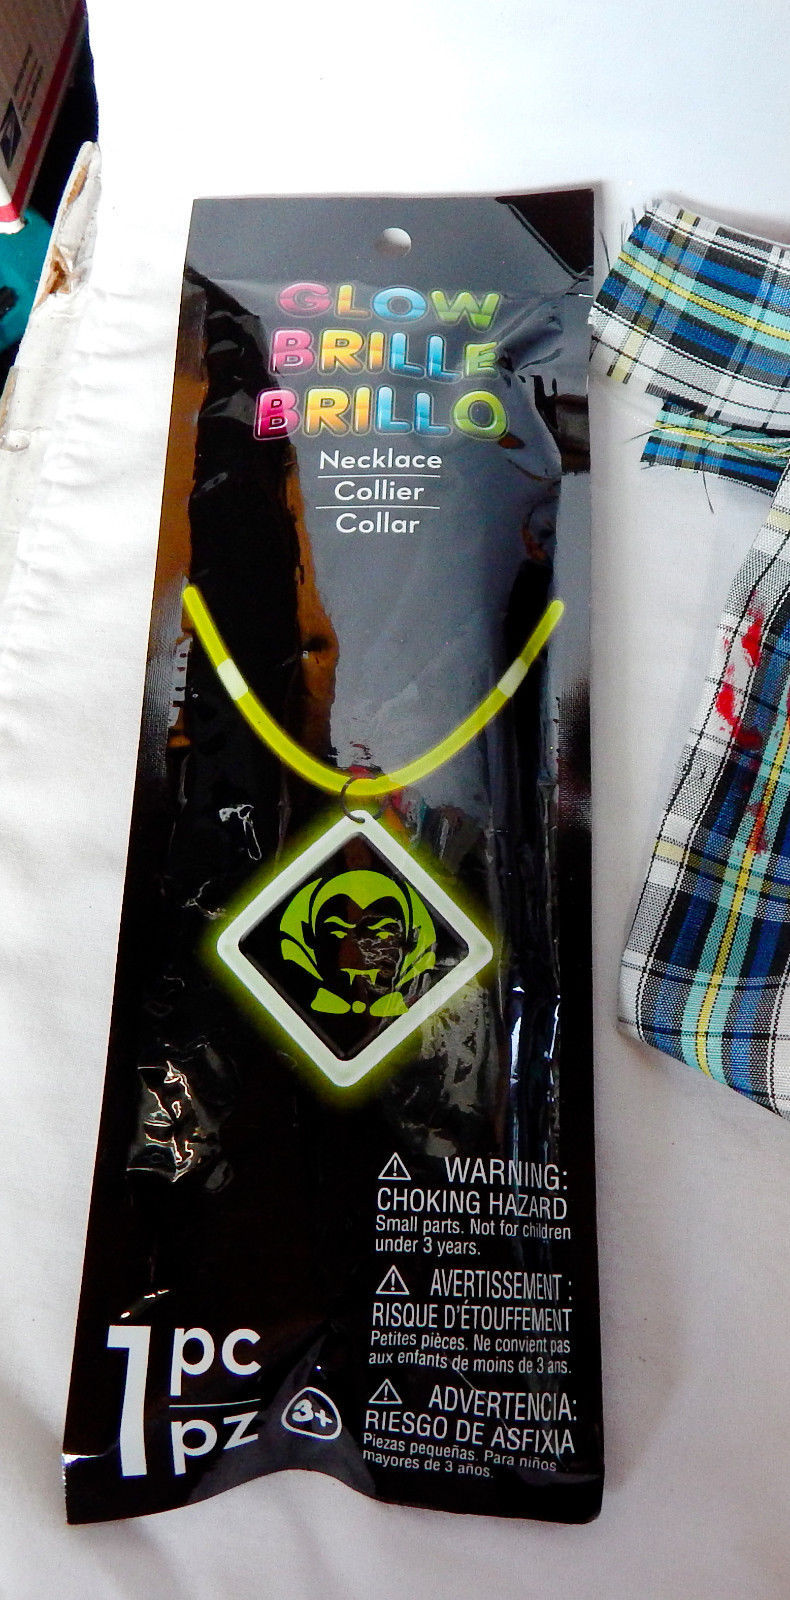 GLOW
BRILLE
BRILLO
Necklace
Collier
Collar
WARNING:
CHOKING HAZARD
Small parts. Not for children
under 3 years.
AVERTISSEMENT :
RISQUE D'ÉTOUFFEMENT
Petites pièces. Ne convient pas
aux enfants de moins de 3 ans.
ADVERTENCIA:
RIESGO DE ASFIXIA
Piezas pequeñas. Para niños
mayores de 3 años.
1 pc
pz
3+